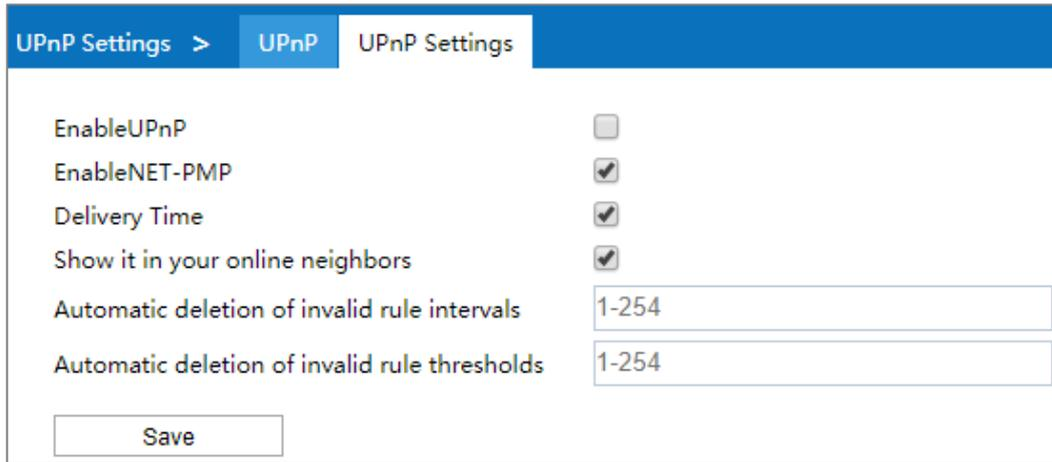 UPnP Settings > UPnP UPnP Settings
EnableUPnP
EnableNET-PMP
Delivery Time
Show it in your online neighbors
Automatic deletion of invalid rule intervals 1-254
Automatic deletion of invalid rule thresholds 1-254
Save